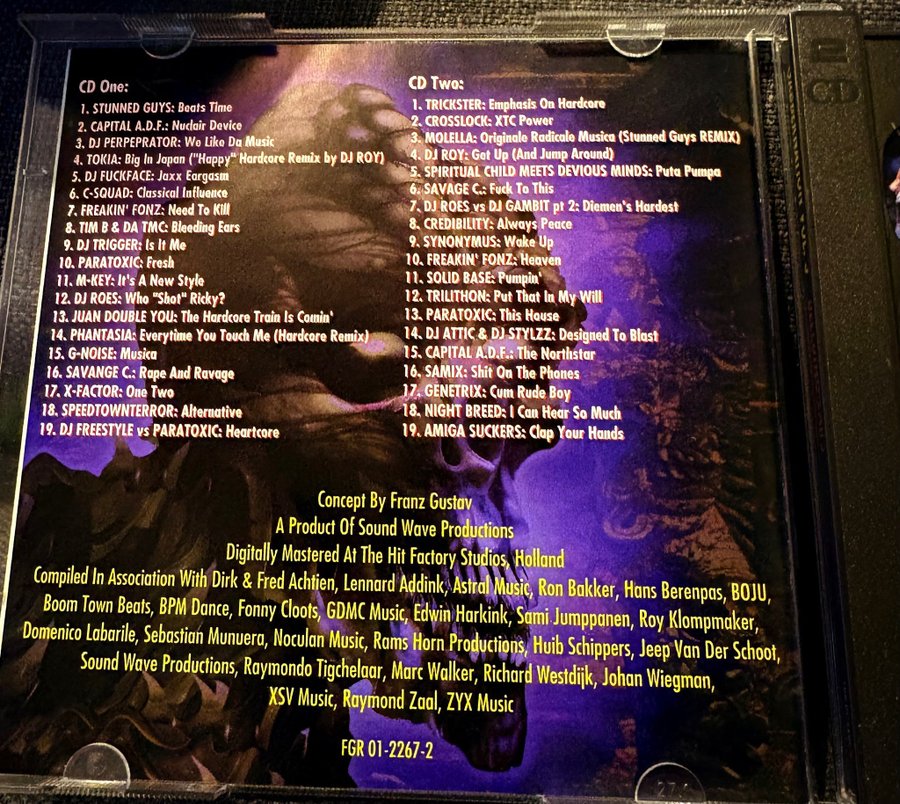 CD One:
1. STUNNED GUYS: Beats Time
2. CAPITAL A.D.F.: Nuclair Device
3. DJ PERPEPRATOR: We Like Da Music
4. TOKIA: Big In Japan ("Happy" Hardcore Remix by DJ ROY)
5. DJ FUCKFACE: Jaxx Eargasm
6. C-SQUAD: Classical Influence
7. FREAKIN' FONZ: Need To Kill
8. TIM B & DA TMC: Bleeding Ears
9. DJ TRIGGER: Is It Me
10. PARATOXIC: Fresh
11. M-KEY: It's A New Style
12. DJ ROES: Who "Shot" Ricky?
13. JUAN DOUBLE YOU: The Hardcore Train Is Comin'
14. PHANTASIA: Everytime You Touch Me (Hardcore Remix)
15. G-NOISE: Musica
16. SAVANGE C.: Rape And Ravage
17. X-FACTOR: One Two
18. SPEEDTOWNTERROR: Alternative
19. DJ FREESTYLE vs PARATOXIC: Heartcore
CD Two:
1. TRICKSTER: Emphasis On Hardcore
2. CROSSLOCK: XTC Power
3. MOLELLA: Originale Radicale Musica (Stunned Guys REMIX)
4. DJ ROY: Get Up (And Jump Around)
5. SPIRITUAL CHILD MEETS DEVIOUS MINDS: Puta Pumpa
6. SAVAGE C.: Fuck To This
7. DJ ROES vs DJ GAMBIT pt 2: Diemen's Hardest
8. CREDIBILITY: Always Peace
9. SYNONYMUS: Wake Up
10. FREAKIN' FONZ: Heaven
11. SOLID BASE: Pumpin'
12. TRILITHON: Put That In My Will
13. PARATOXIC: This House
14. DJ ATTIC & DJ STYLZZ: Designed To Blast
15. CAPITAL A.D.F.: The Northstar
16. SAMIX: Shit On The Phones
17. GENETRIX: Cum Rude Boy
18. NIGHT BREED: I Can Hear So Much
19. AMIGA SUCKERS: Clap Your Hands
Concept By Franz Gustav
A Product Of Sound Wave Productions
Digitally Mastered At The Hit Factory Studios, Holland
Compiled In Association With Dirk & Fred Achtien, Lennard Addink, Astral Music, Ron Bakker, Hans Berenpas, BOJU,
Boom Town Beats, BPM Dance, Fonny Cloots, GDMC Music, Edwin Harkink, Sami Jumppanen, Roy Klompmaker,
Domenico Labarile, Sebastian Munuera, Noculan Music, Rams Horn Productions, Huib Schippers, Jeep Van Der Schoot,
Sound Wave Productions, Raymondo Tigchelaar, Marc Walker, Richard Westdijk, Johan Wiegman,
XSV Music, Raymond Zaal, ZYX Music
FGR 01-2267-2
2
CD